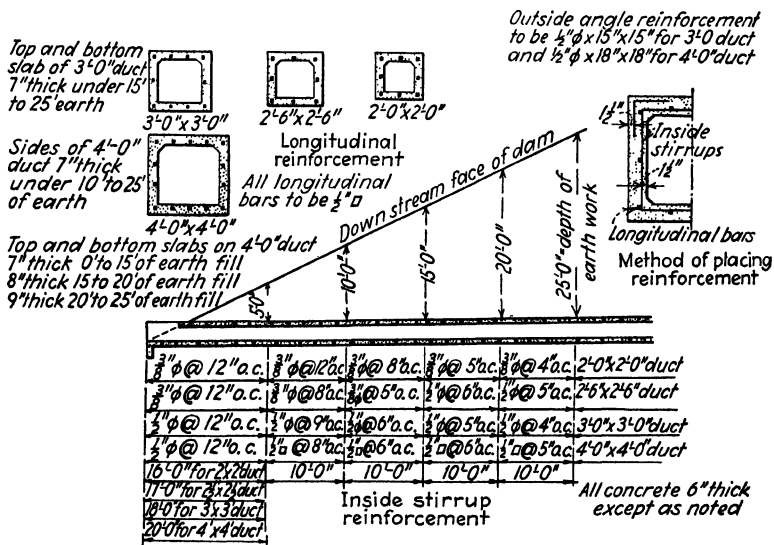 Outside angle reinforcement
to be ½"φx15"x15" for 3'-0 duct
and ½"φx18"x18" for 4'-0" duct
Top and bottom
slab of 3'-0" duct
7" thick under 15'
to 25' earth
3'-0"x3'-0"
2'-6"x2'-6"
2'-0"x2'-0"
Longitudinal
reinforcement
All longitudinal
bars to be ½"□
Sides of 4'-0"
duct 7" thick
under 10' to 25'
of earth
4'-0"x4'-0"
Top and bottom slabs on 4'-0" duct
7" thick 0' to 15' of earth fill
8" thick 15 to 20' of earth fill
9" thick 20' to 25' of earth fill
Down stream face of dam
1½"
Inside
stirrups
1½"
Longitudinal bars
Method of placing
reinforcement
5'0"
10'-0"
15'-0"
20'-0"
25'-0"=depth of
earth work
⅜"φ@ 12"o.c. ⅜"φ@12"o.c. ⅜"φ@ 8"o.c. ⅜"φ@ 5"o.c. ⅜"φ@4"o.c. 2'-0"x2'-0" duct
⅜"φ@ 12"o.c. ⅜"φ@8"o.c. ⅜"φ@5"o.c. ½"φ@6"o.c. ½"φ@5"o.c. 2'-6"x2'-6" duct
½"φ@ 12"o.c. ½"φ@9"o.c. ½"φ@6"o.c. ½"φ@5"o.c. ½"φ@4"o.c. 3'-0"x3'-0" duct
½"φ@ 12"o.c. ½"□@8"o.c. ½"□@6"o.c. ½"□@6"o.c. ½"□@5"o.c. 4'-0"x4'-0" duct
16'-0" for 2'x2' duct 10'-0" 10'-0" 10'-0" 10'-0"
17'-0" for 2½'x2½' duct
18'-0" for 3'x3' duct
20'-0" for 4'x4' duct
Inside stirrup
reinforcement
All concrete 6" thick
except as noted